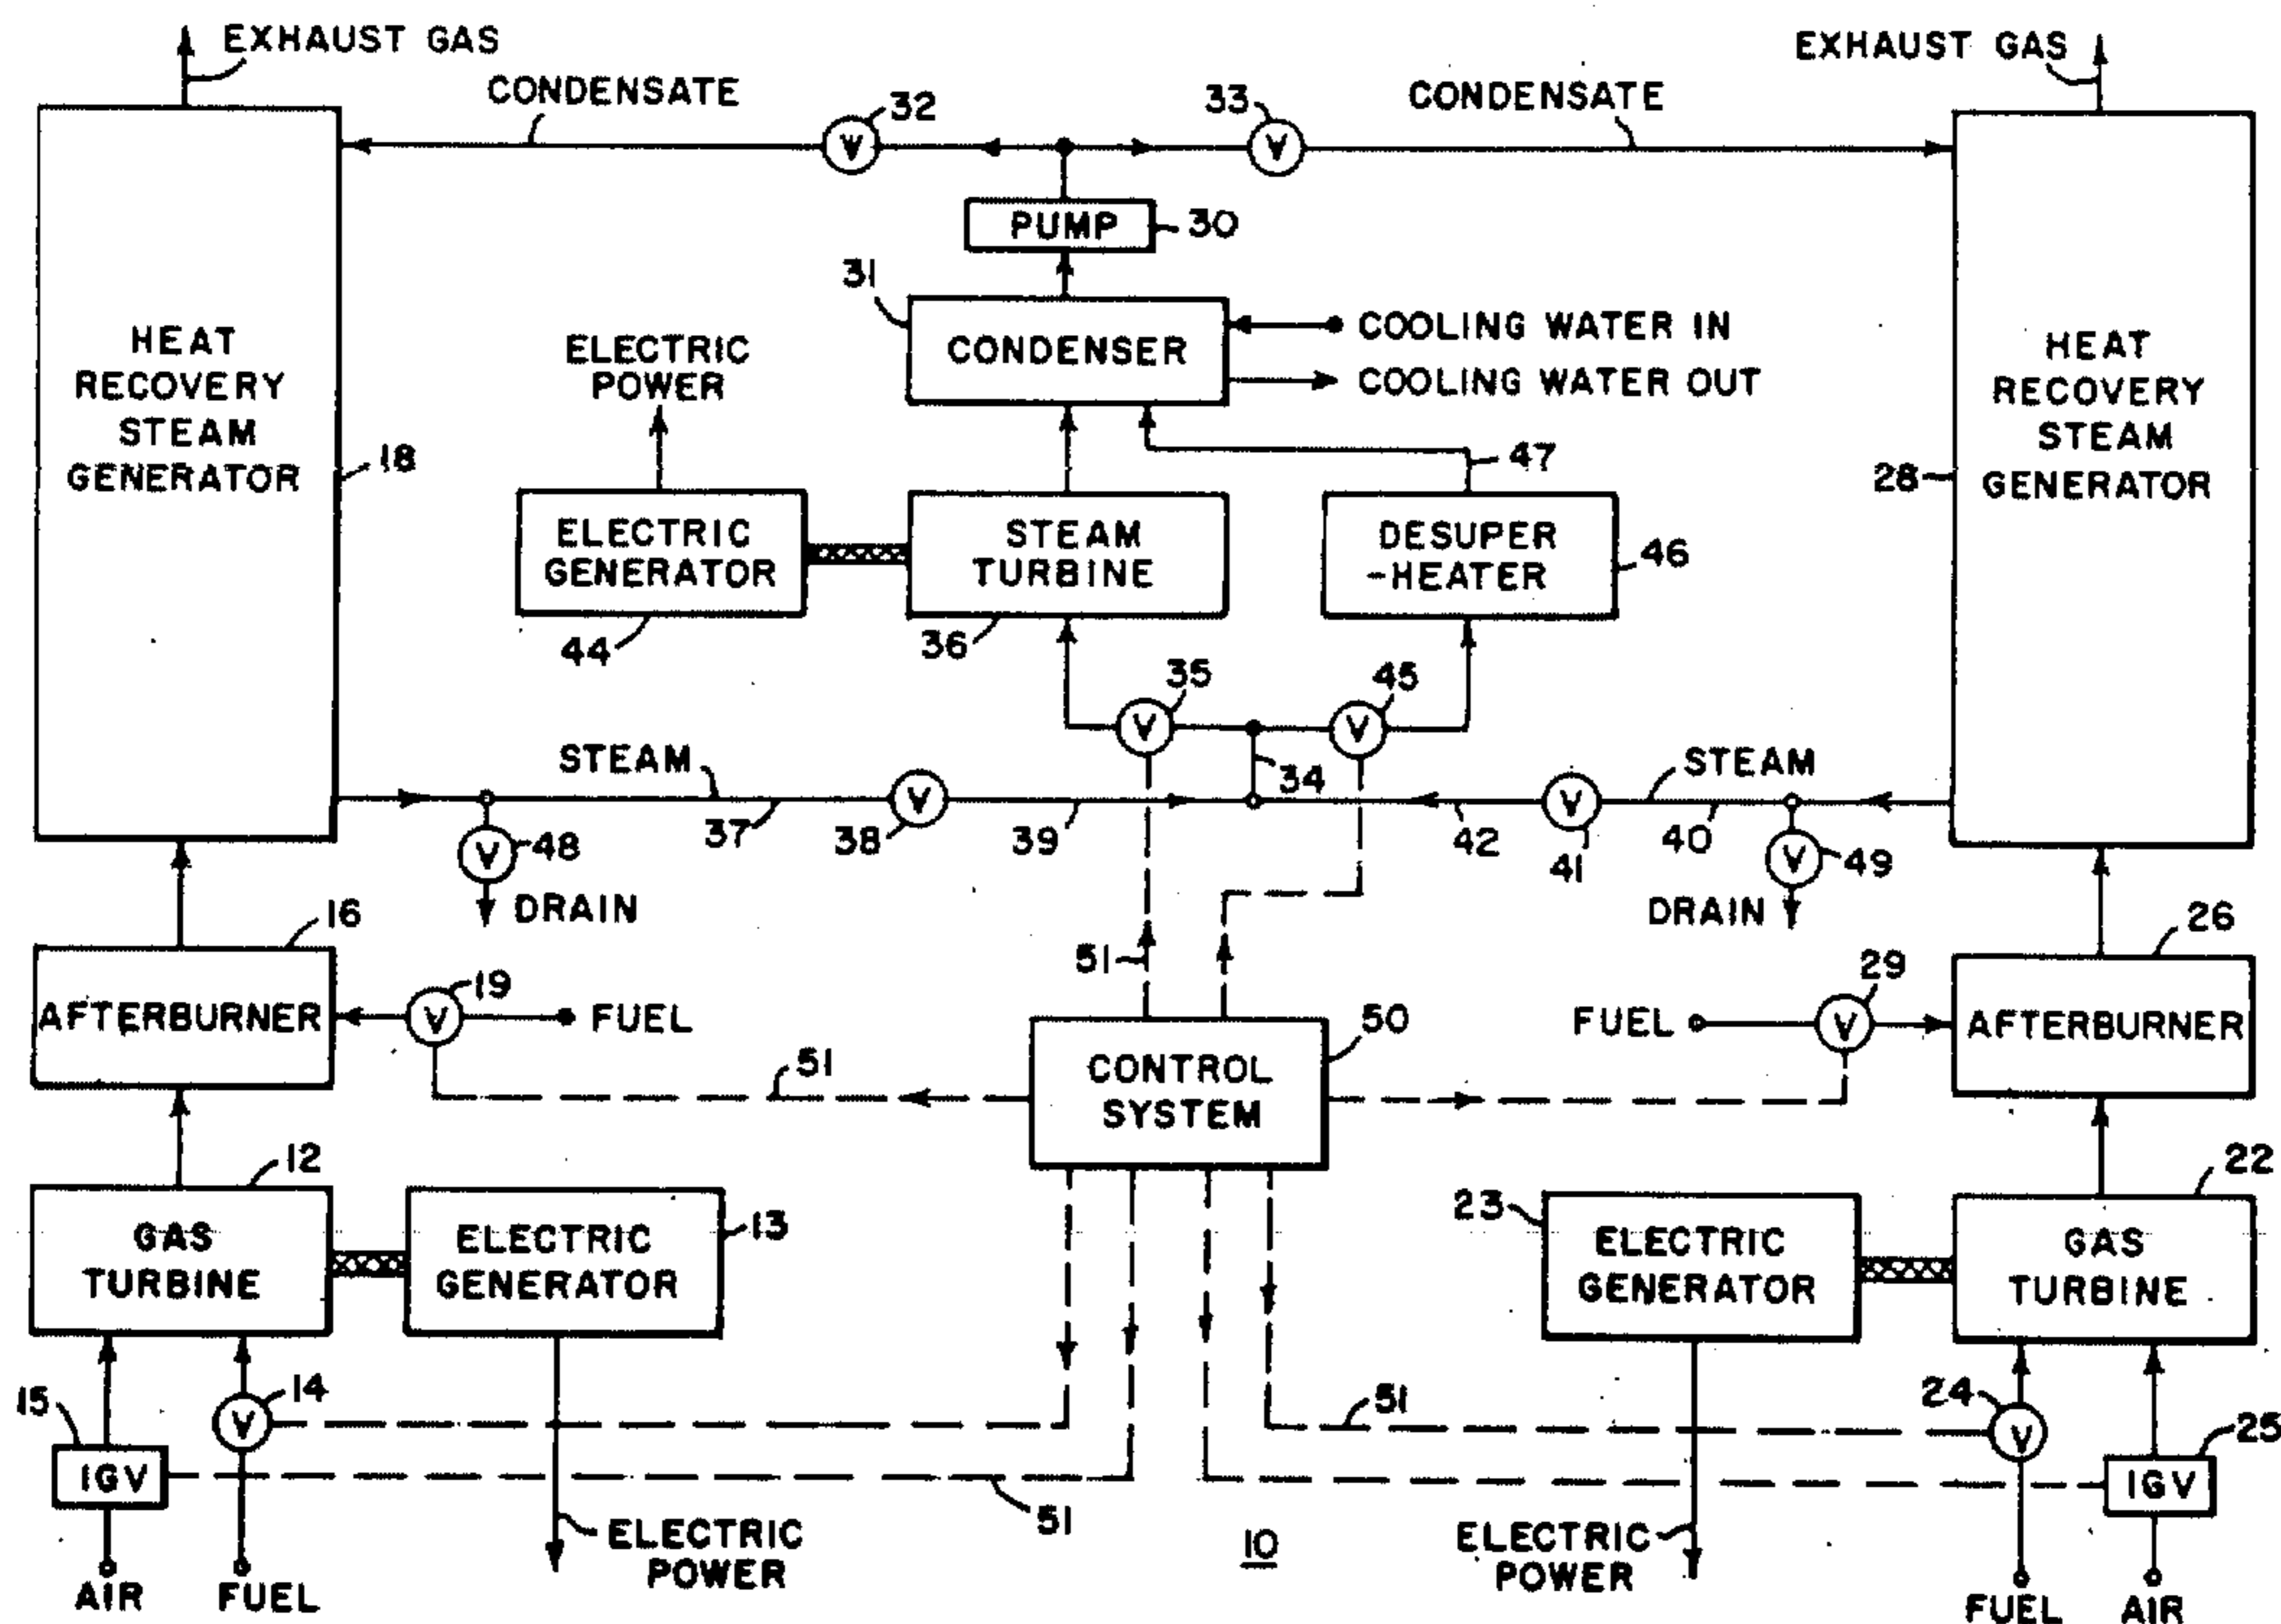 EXHAUST GAS
EXHAUST GAS
CONDENSATE
32
33
CONDENSATE
V
V
PUMP
30
31
CONDENSER
COOLING WATER IN
COOLING WATER OUT
HEAT
RECOVERY
STEAM
GENERATOR
18
ELECTRIC
POWER
HEAT
RECOVERY
STEAM
GENERATOR
28
47
ELECTRIC
GENERATOR
44
STEAM
TURBINE
36
DESUPER
-HEATER
46
35
45
V
V
34
STEAM
37
V
38
39
42
V
41
STEAM
40
V
48
DRAIN
V
49
DRAIN
16
AFTERBURNER
19
V
FUEL
51
51
CONTROL
SYSTEM
50
FUEL
29
V
26
AFTERBURNER
12
GAS
TURBINE
ELECTRIC
GENERATOR
13
23
ELECTRIC
GENERATOR
22
GAS
TURBINE
15
IGV
14
V
51
51
24
V
25
IGV
AIR
FUEL
ELECTRIC
POWER
10
ELECTRIC
POWER
FUEL
AIR